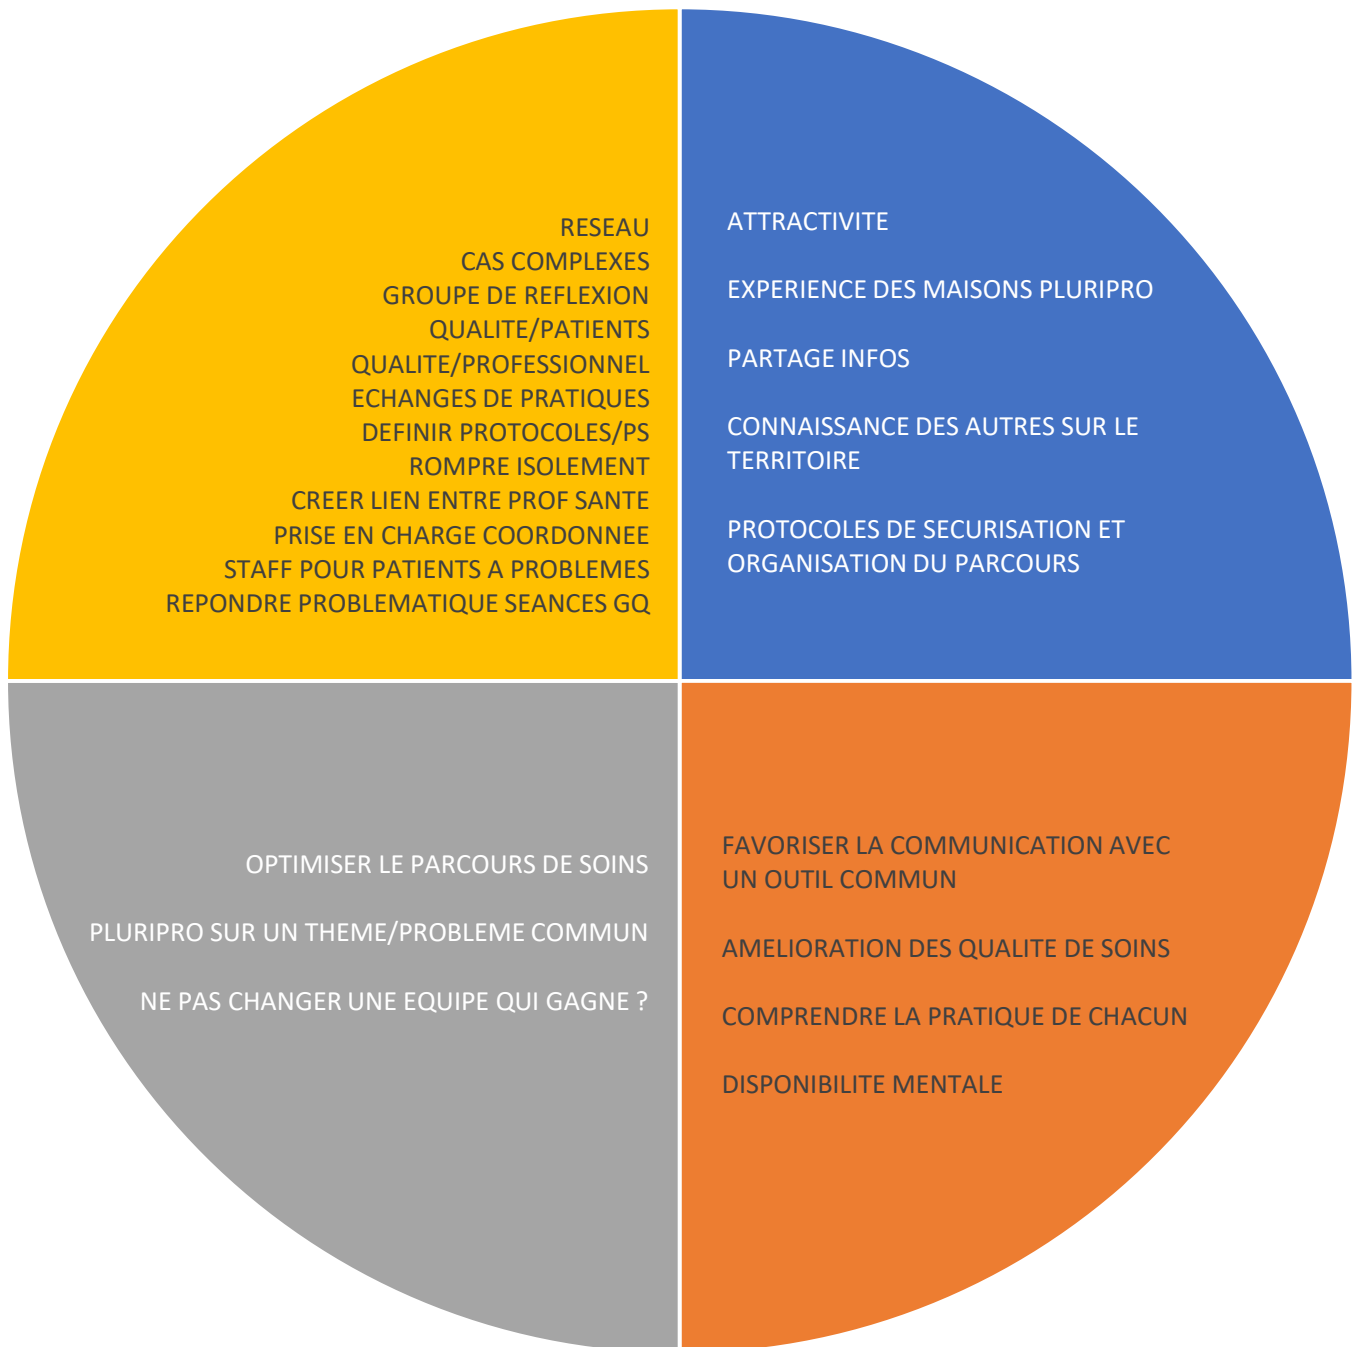 RESEAU
CAS COMPLEXES
GROUPE DE REFLEXION
QUALITE/PATIENTS
QUALITE/PROFESSIONNEL
ECHANGES DE PRATIQUES
DEFINIR PROTOCOLES/PS
ROMPRE ISOLEMENT
CREER LIEN ENTRE PROF SANTE
PRISE EN CHARGE COORDONNEE
STAFF POUR PATIENTS A PROBLEMES
REPONDRE PROBLEMATIQUE SEANCES GQ
ATTRACTIVITE
EXPERIENCE DES MAISONS PLURIPRO
PARTAGE INFOS
CONNAISSANCE DES AUTRES SUR LE
TERRITOIRE
PROTOCOLES DE SECURISATION ET
ORGANISATION DU PARCOURS
OPTIMISER LE PARCOURS DE SOINS
PLURIPRO SUR UN THEME/PROBLEME COMMUN
NE PAS CHANGER UNE EQUIPE QUI GAGNE ?
FAVORISER LA COMMUNICATION AVEC
UN OUTIL COMMUN
AMELIORATION DES QUALITE DE SOINS
COMPRENDRE LA PRATIQUE DE CHACUN
DISPONIBILITE MENTALE